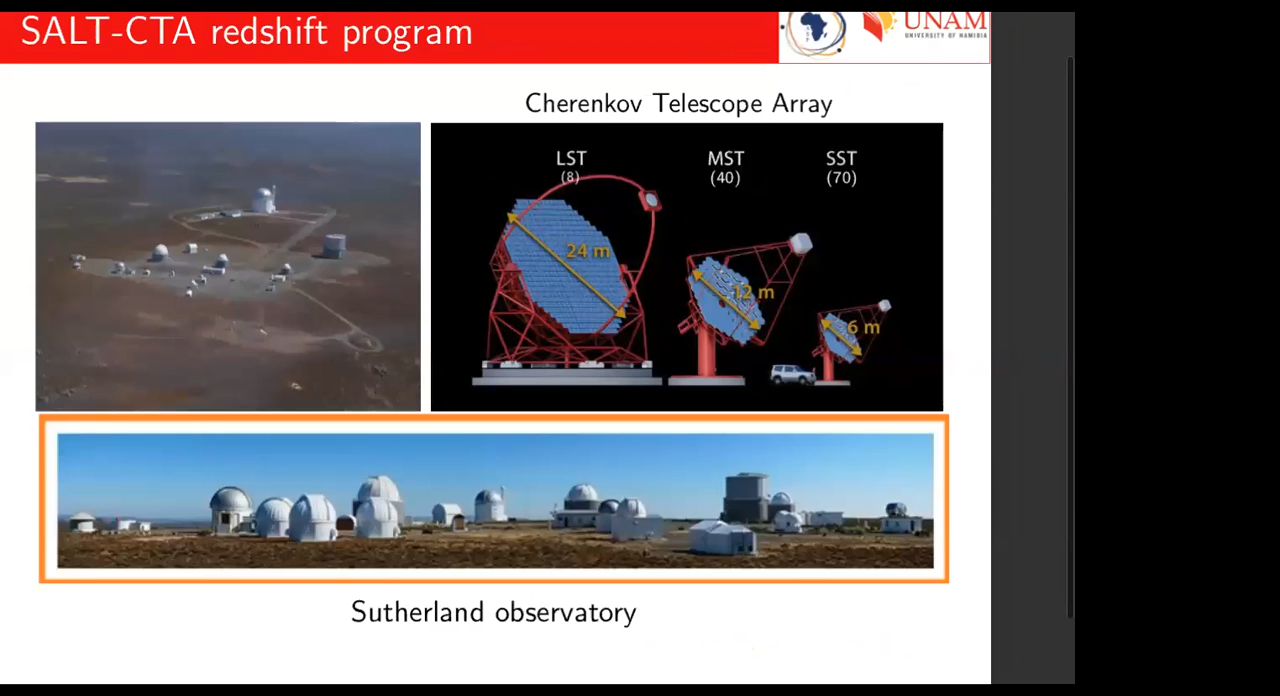 SALT-CTA redshift program
UNAM
UNIVERSITY OF NAMIBIA
Cherenkov Telescope Array
LST
(8)
MST
(40)
SST
(70)
24 m
12 m
6 m
Sutherland observatory